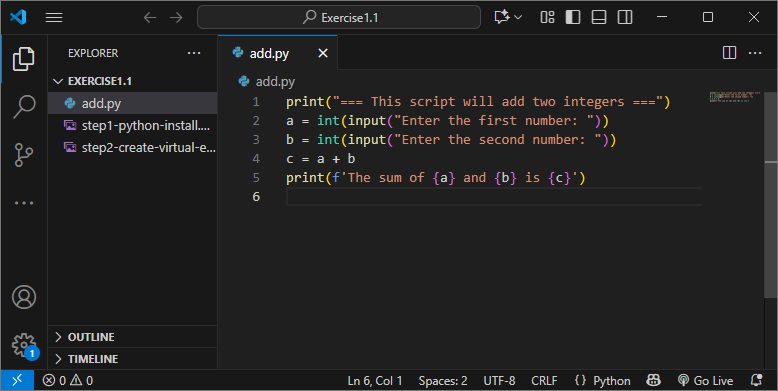 Exercise1.1
EXPLORER
EXERCISE1.1
add.py
step1-python-install....
step2-create-virtual-e...
OUTLINE
TIMELINE
add.py
add.py
1 print("=== This script will add two integers ===")
2 a = int(input("Enter the first number: "))
3 b = int(input("Enter the second number: "))
4 c = a + b
5 print(f'The sum of {a} and {b} is {c}')
6
1
0 0 Ln 6, Col 1 Spaces: 2 UTF-8 CRLF {} Python Go Live